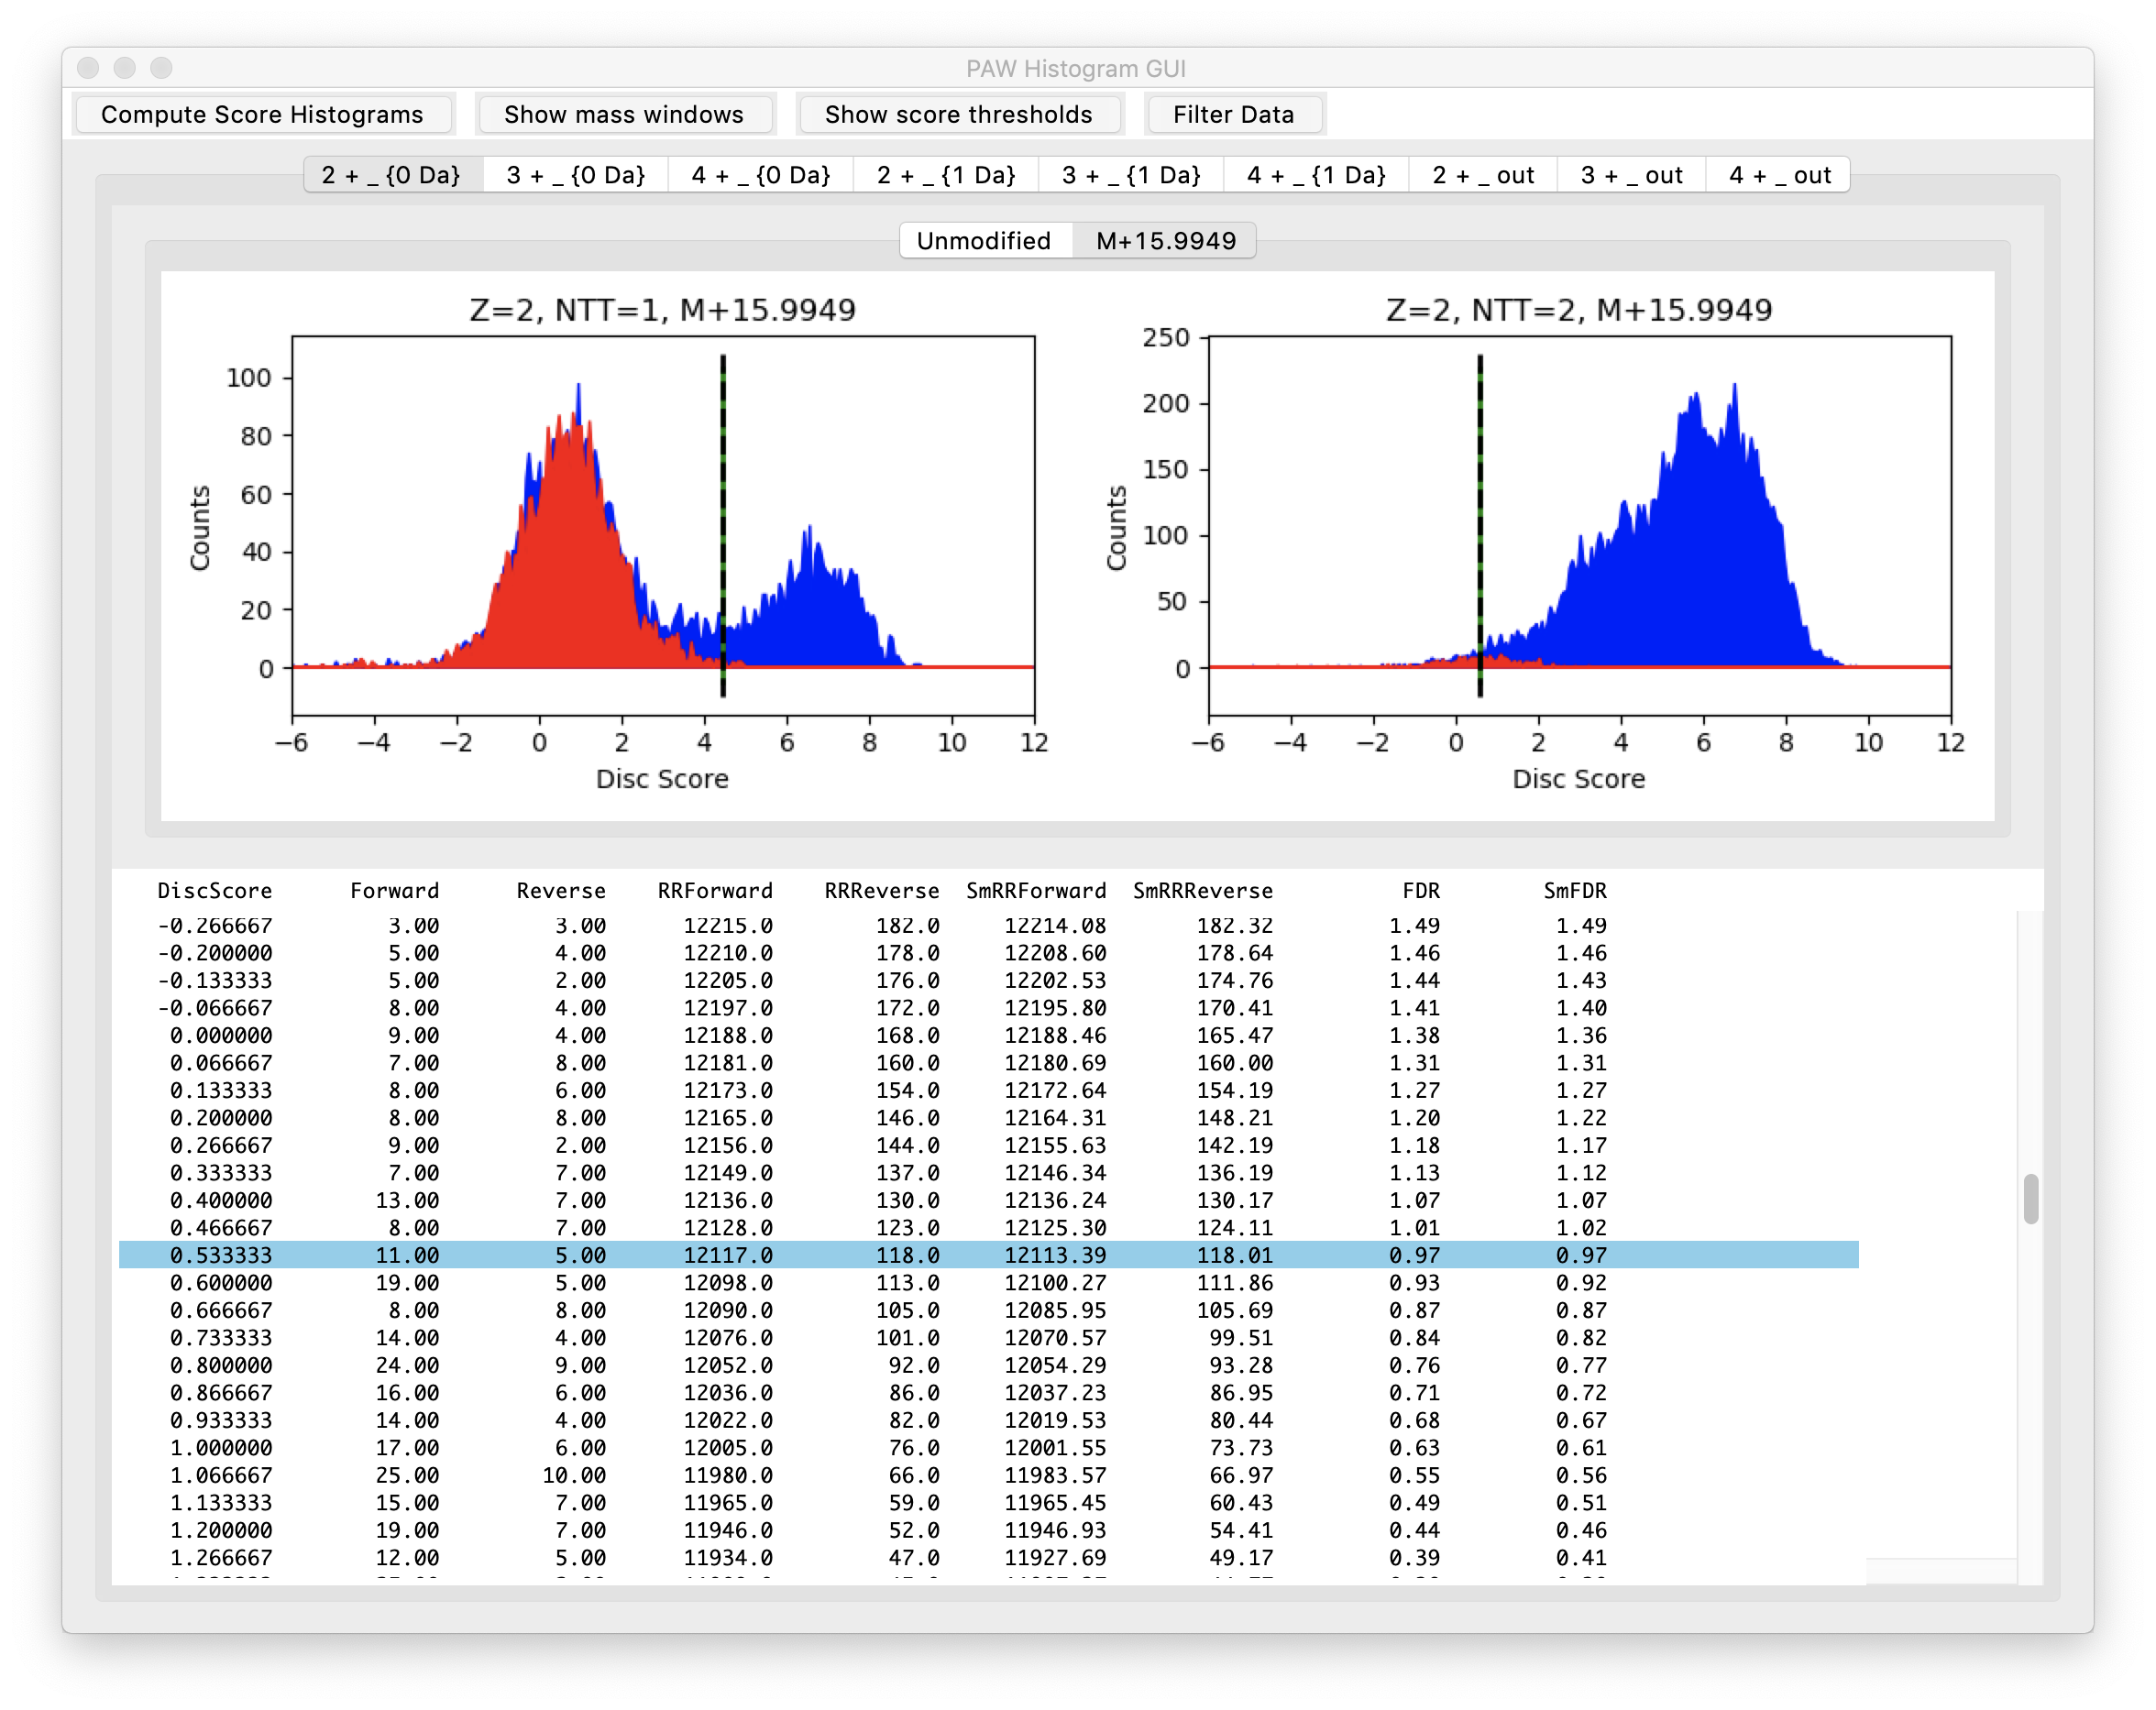 PAW Histogram GUI
Compute Score Histograms Show mass windows Show score thresholds Filter Data
2 + _ {0 Da} 3 + _ {0 Da} 4 + _ {0 Da} 2 + _ {1 Da} 3 + _ {1 Da} 4 + _ {1 Da} 2 + _ out 3 + _ out 4 + _ out
Unmodified M+15.9949
Z=2, NTT=1, M+15.9949
100
80
60
40
20
0
Counts
−6 −4 −2 0 2 4 6 8 10 12
Disc Score
Z=2, NTT=2, M+15.9949
250
200
150
100
50
0
Counts
−6 −4 −2 0 2 4 6 8 10 12
Disc Score
DiscScore Forward Reverse RRForward RRReverse SmRRForward SmRRReverse FDR SmFDR
-0.266667 3.00 3.00 12215.0 182.0 12214.08 182.32 1.49 1.49
-0.200000 5.00 4.00 12210.0 178.0 12208.60 178.64 1.46 1.46
-0.133333 5.00 2.00 12205.0 176.0 12202.53 174.76 1.44 1.43
-0.066667 8.00 4.00 12197.0 172.0 12195.80 170.41 1.41 1.40
0.000000 9.00 4.00 12188.0 168.0 12188.46 165.47 1.38 1.36
0.066667 7.00 8.00 12181.0 160.0 12180.69 160.00 1.31 1.31
0.133333 8.00 6.00 12173.0 154.0 12172.64 154.19 1.27 1.27
0.200000 8.00 8.00 12165.0 146.0 12164.31 148.21 1.20 1.22
0.266667 9.00 2.00 12156.0 144.0 12155.63 142.19 1.18 1.17
0.333333 7.00 7.00 12149.0 137.0 12146.34 136.19 1.13 1.12
0.400000 13.00 7.00 12136.0 130.0 12136.24 130.17 1.07 1.07
0.466667 8.00 7.00 12128.0 123.0 12125.30 124.11 1.01 1.02
0.533333 11.00 5.00 12117.0 118.0 12113.39 118.01 0.97 0.97
0.600000 19.00 5.00 12098.0 113.0 12100.27 111.86 0.93 0.92
0.666667 8.00 8.00 12090.0 105.0 12085.95 105.69 0.87 0.87
0.733333 14.00 4.00 12076.0 101.0 12070.57 99.51 0.84 0.82
0.800000 24.00 9.00 12052.0 92.0 12054.29 93.28 0.76 0.77
0.866667 16.00 6.00 12036.0 86.0 12037.23 86.95 0.71 0.72
0.933333 14.00 4.00 12022.0 82.0 12019.53 80.44 0.68 0.67
1.000000 17.00 6.00 12005.0 76.0 12001.55 73.73 0.63 0.61
1.066667 25.00 10.00 11980.0 66.0 11983.57 66.97 0.55 0.56
1.133333 15.00 7.00 11965.0 59.0 11965.45 60.43 0.49 0.51
1.200000 19.00 7.00 11946.0 52.0 11946.93 54.41 0.44 0.46
1.266667 12.00 5.00 11934.0 47.0 11927.69 49.17 0.39 0.41